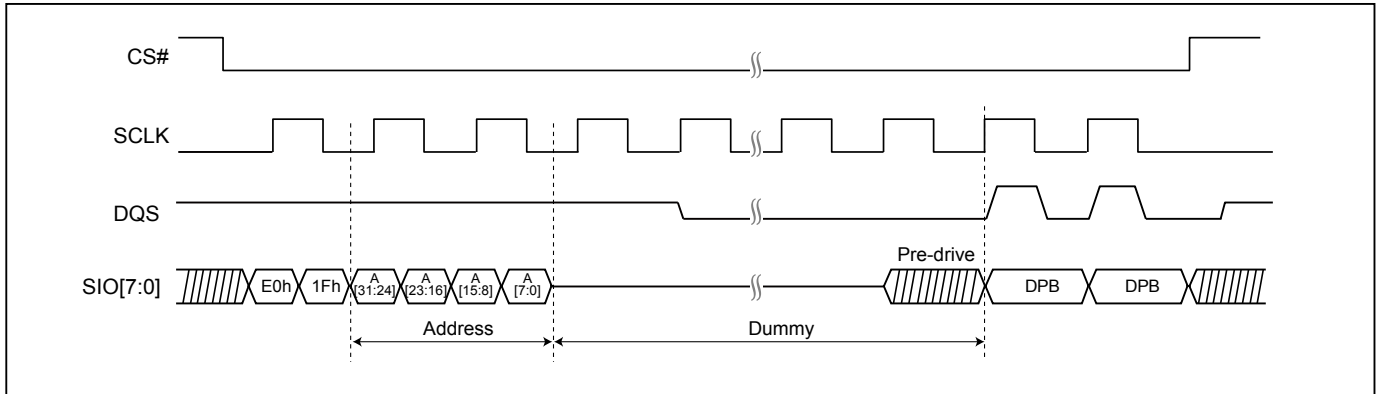 CS#
SCLK
DQS
Pre-drive
SIO[7:0]
E0h
1Fh
A
[31:24]
A
[23:16]
A
[15:8]
A
[7:0]
DPB
DPB
Address
Dummy